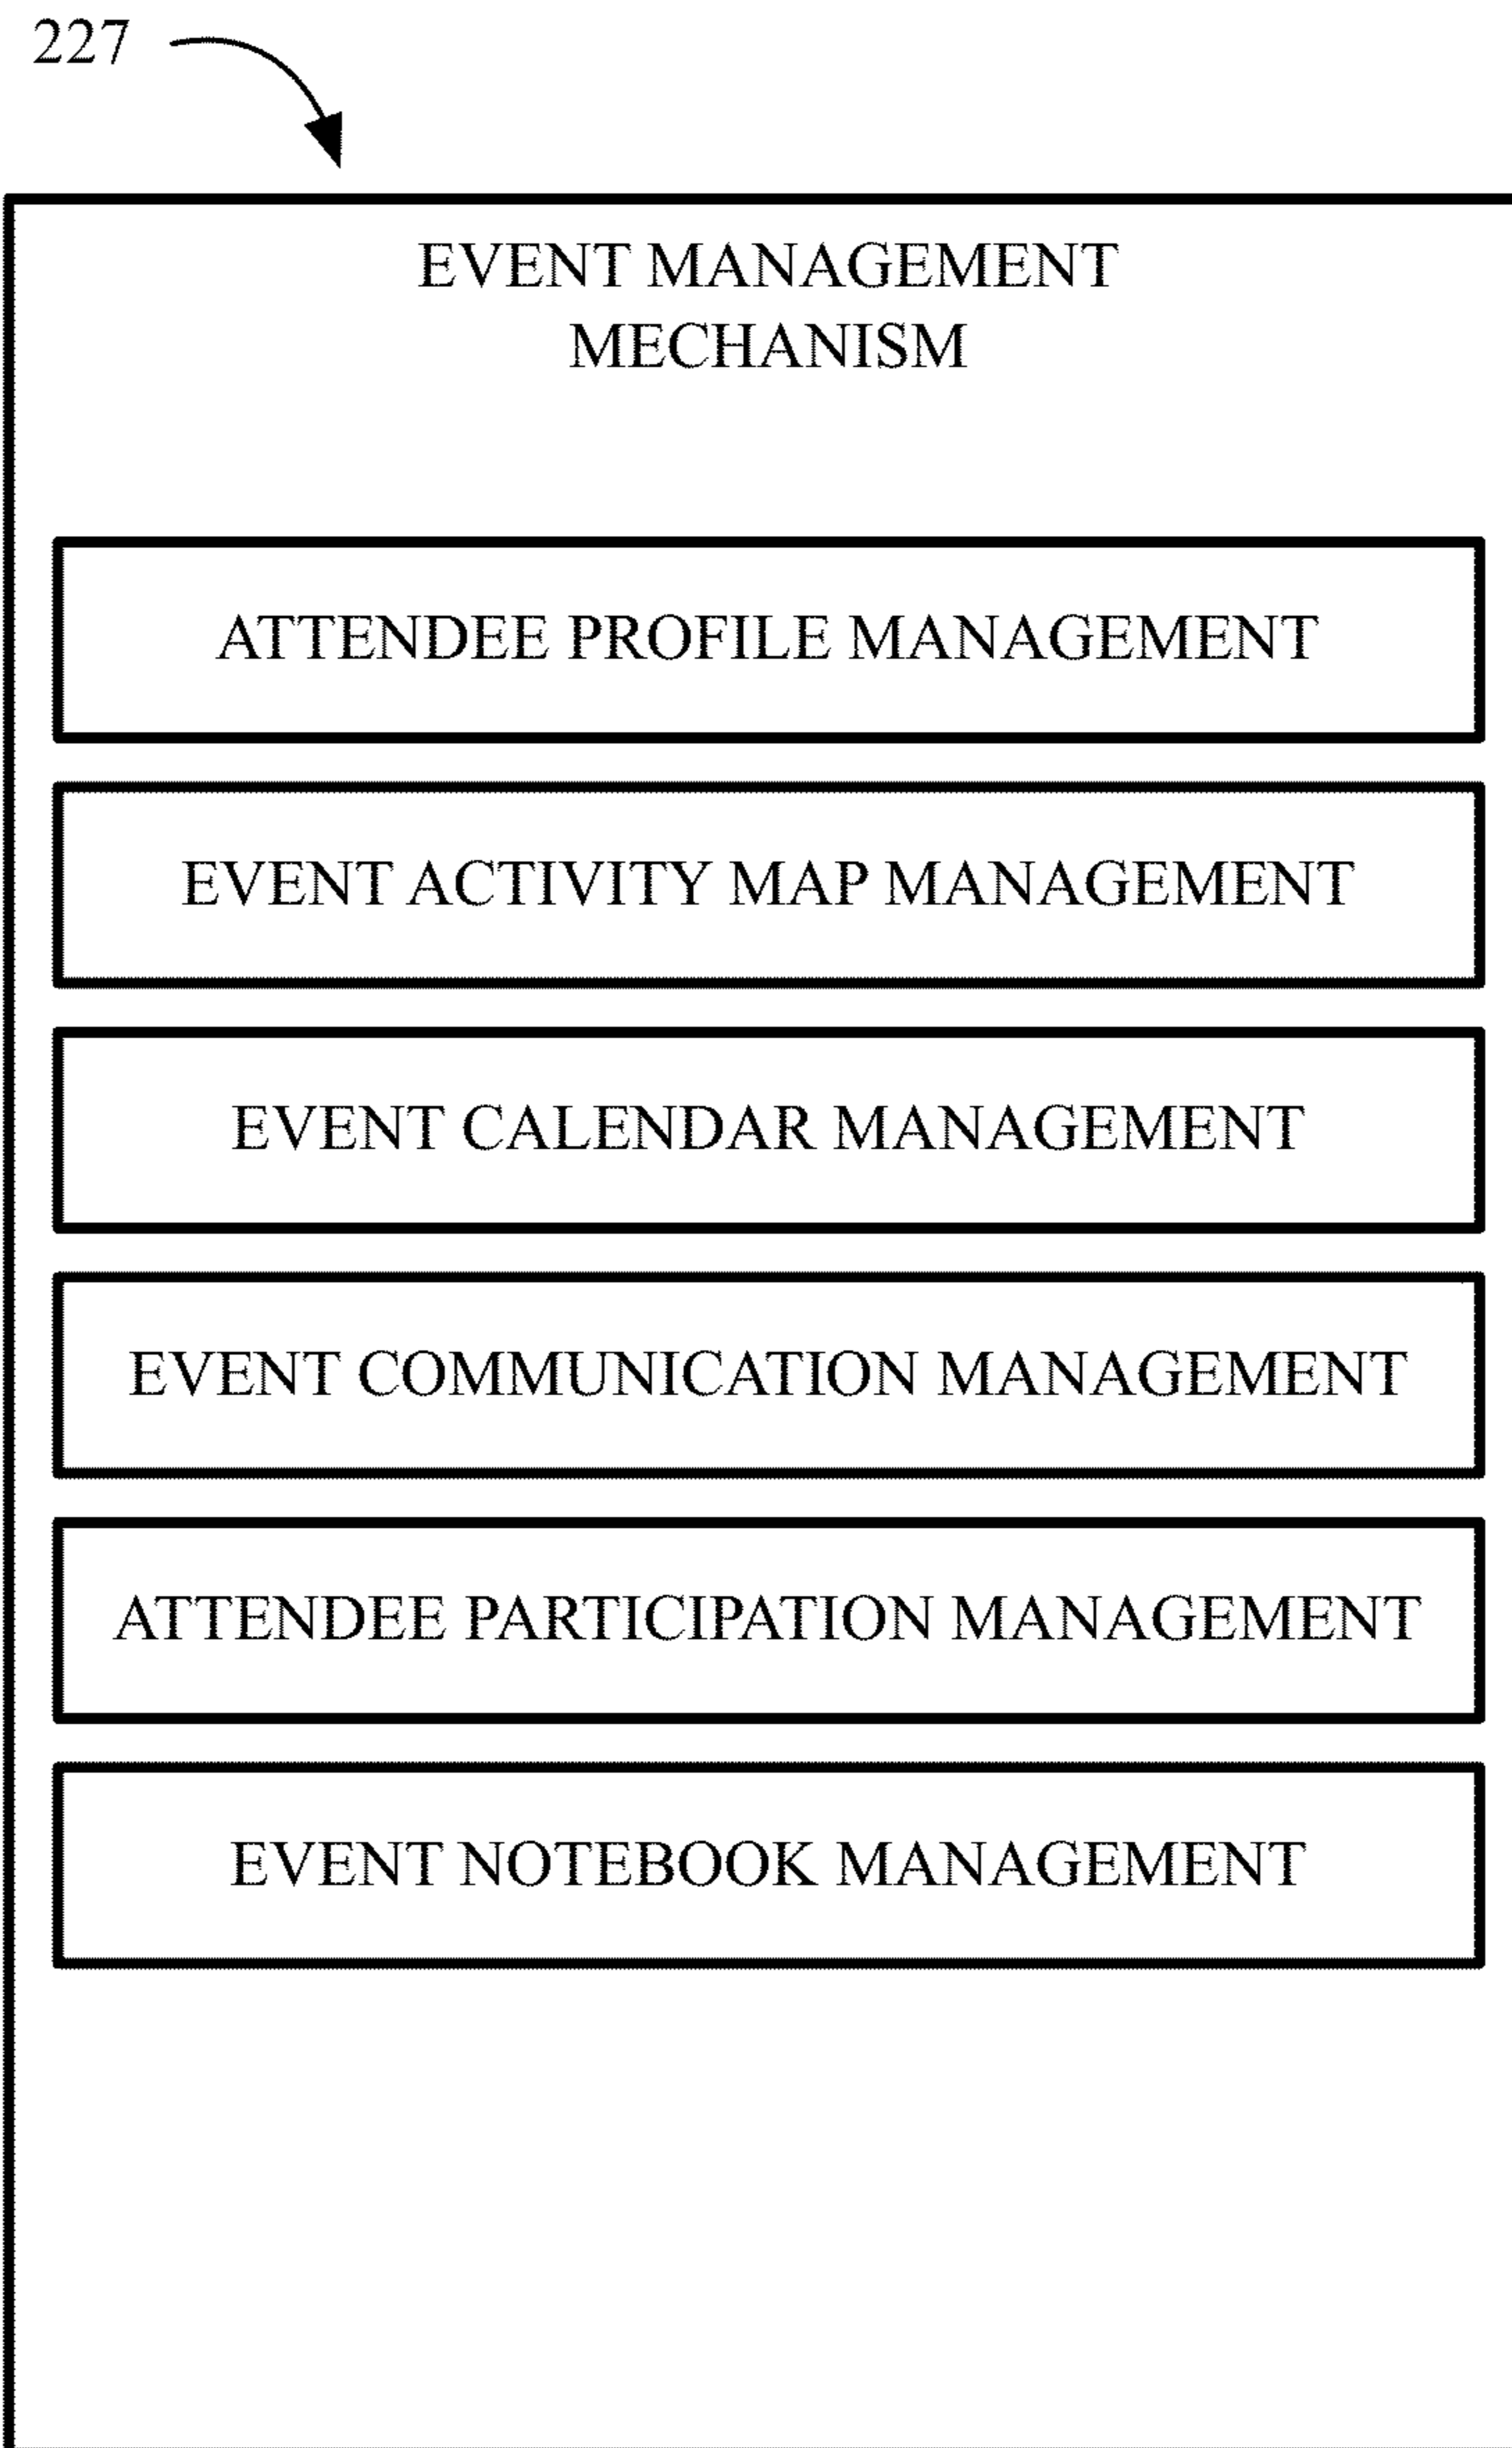 227
EVENT MANAGEMENT
MECHANISM
ATTENDEE PROFILE MANAGEMENT
EVENT ACTIVITY MAP MANAGEMENT
EVENT CALENDAR MANAGEMENT
EVENT COMMUNICATION MANAGEMENT
ATTENDEE PARTICIPATION MANAGEMENT
EVENT NOTEBOOK MANAGEMENT